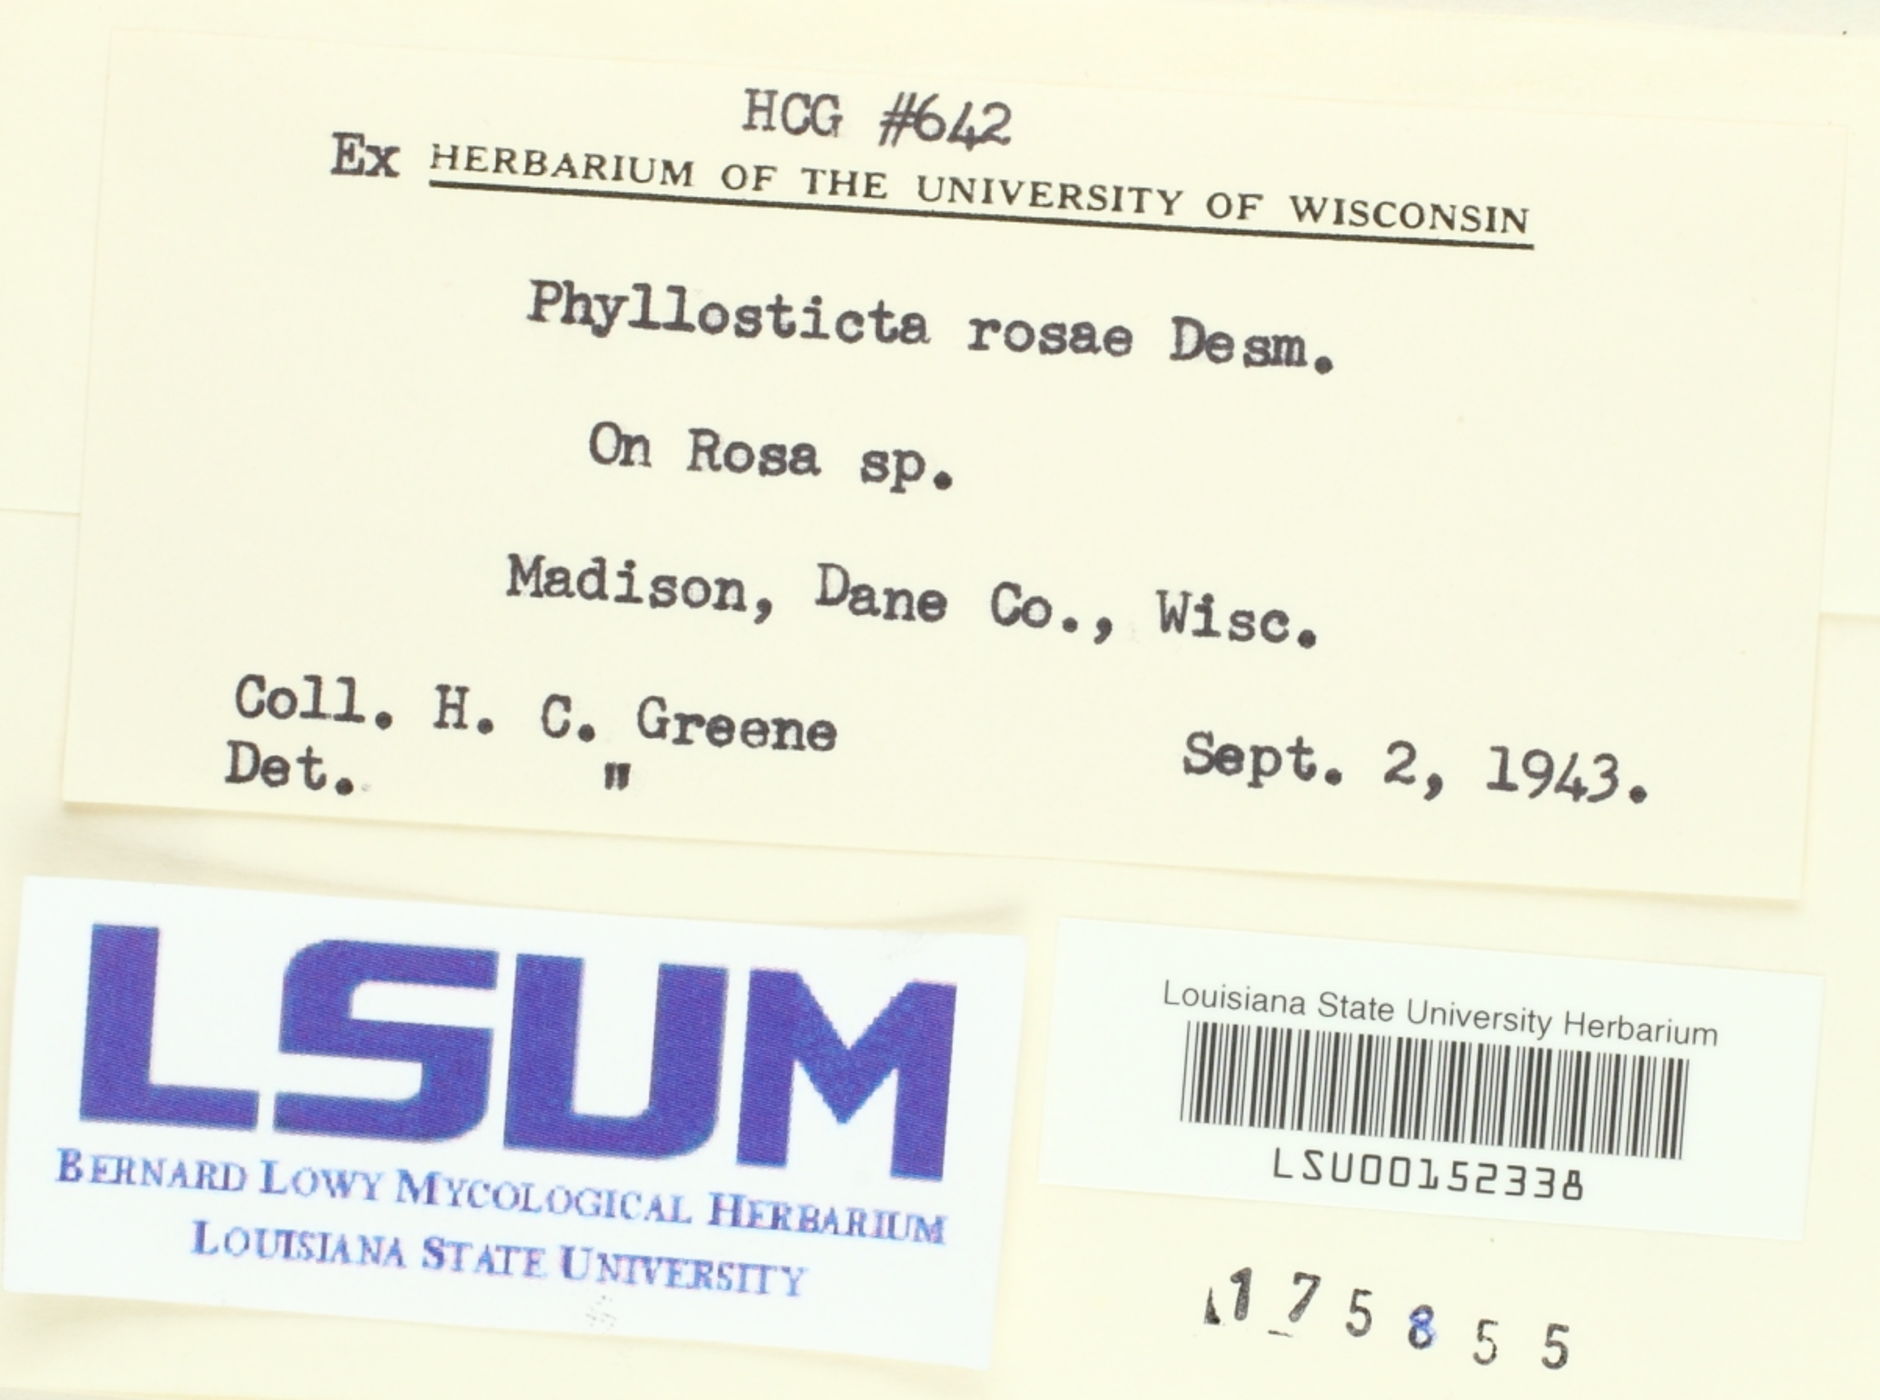 HCG #642
Ex HERBARIUM OF THE UNIVERSITY OF WISCONSIN
Phyllosticta rosae Desm.
On Rosa sp.
Madison, Dane Co., Wisc.
Coll. H. C. Greene
Det. "
Sept. 2, 1943.
LSUM
BERNARD LOWY MYCOLOGICAL HERBARIUM
LOUISIANA STATE UNIVERSITY
Louisiana State University Herbarium
LSU00152338
175855